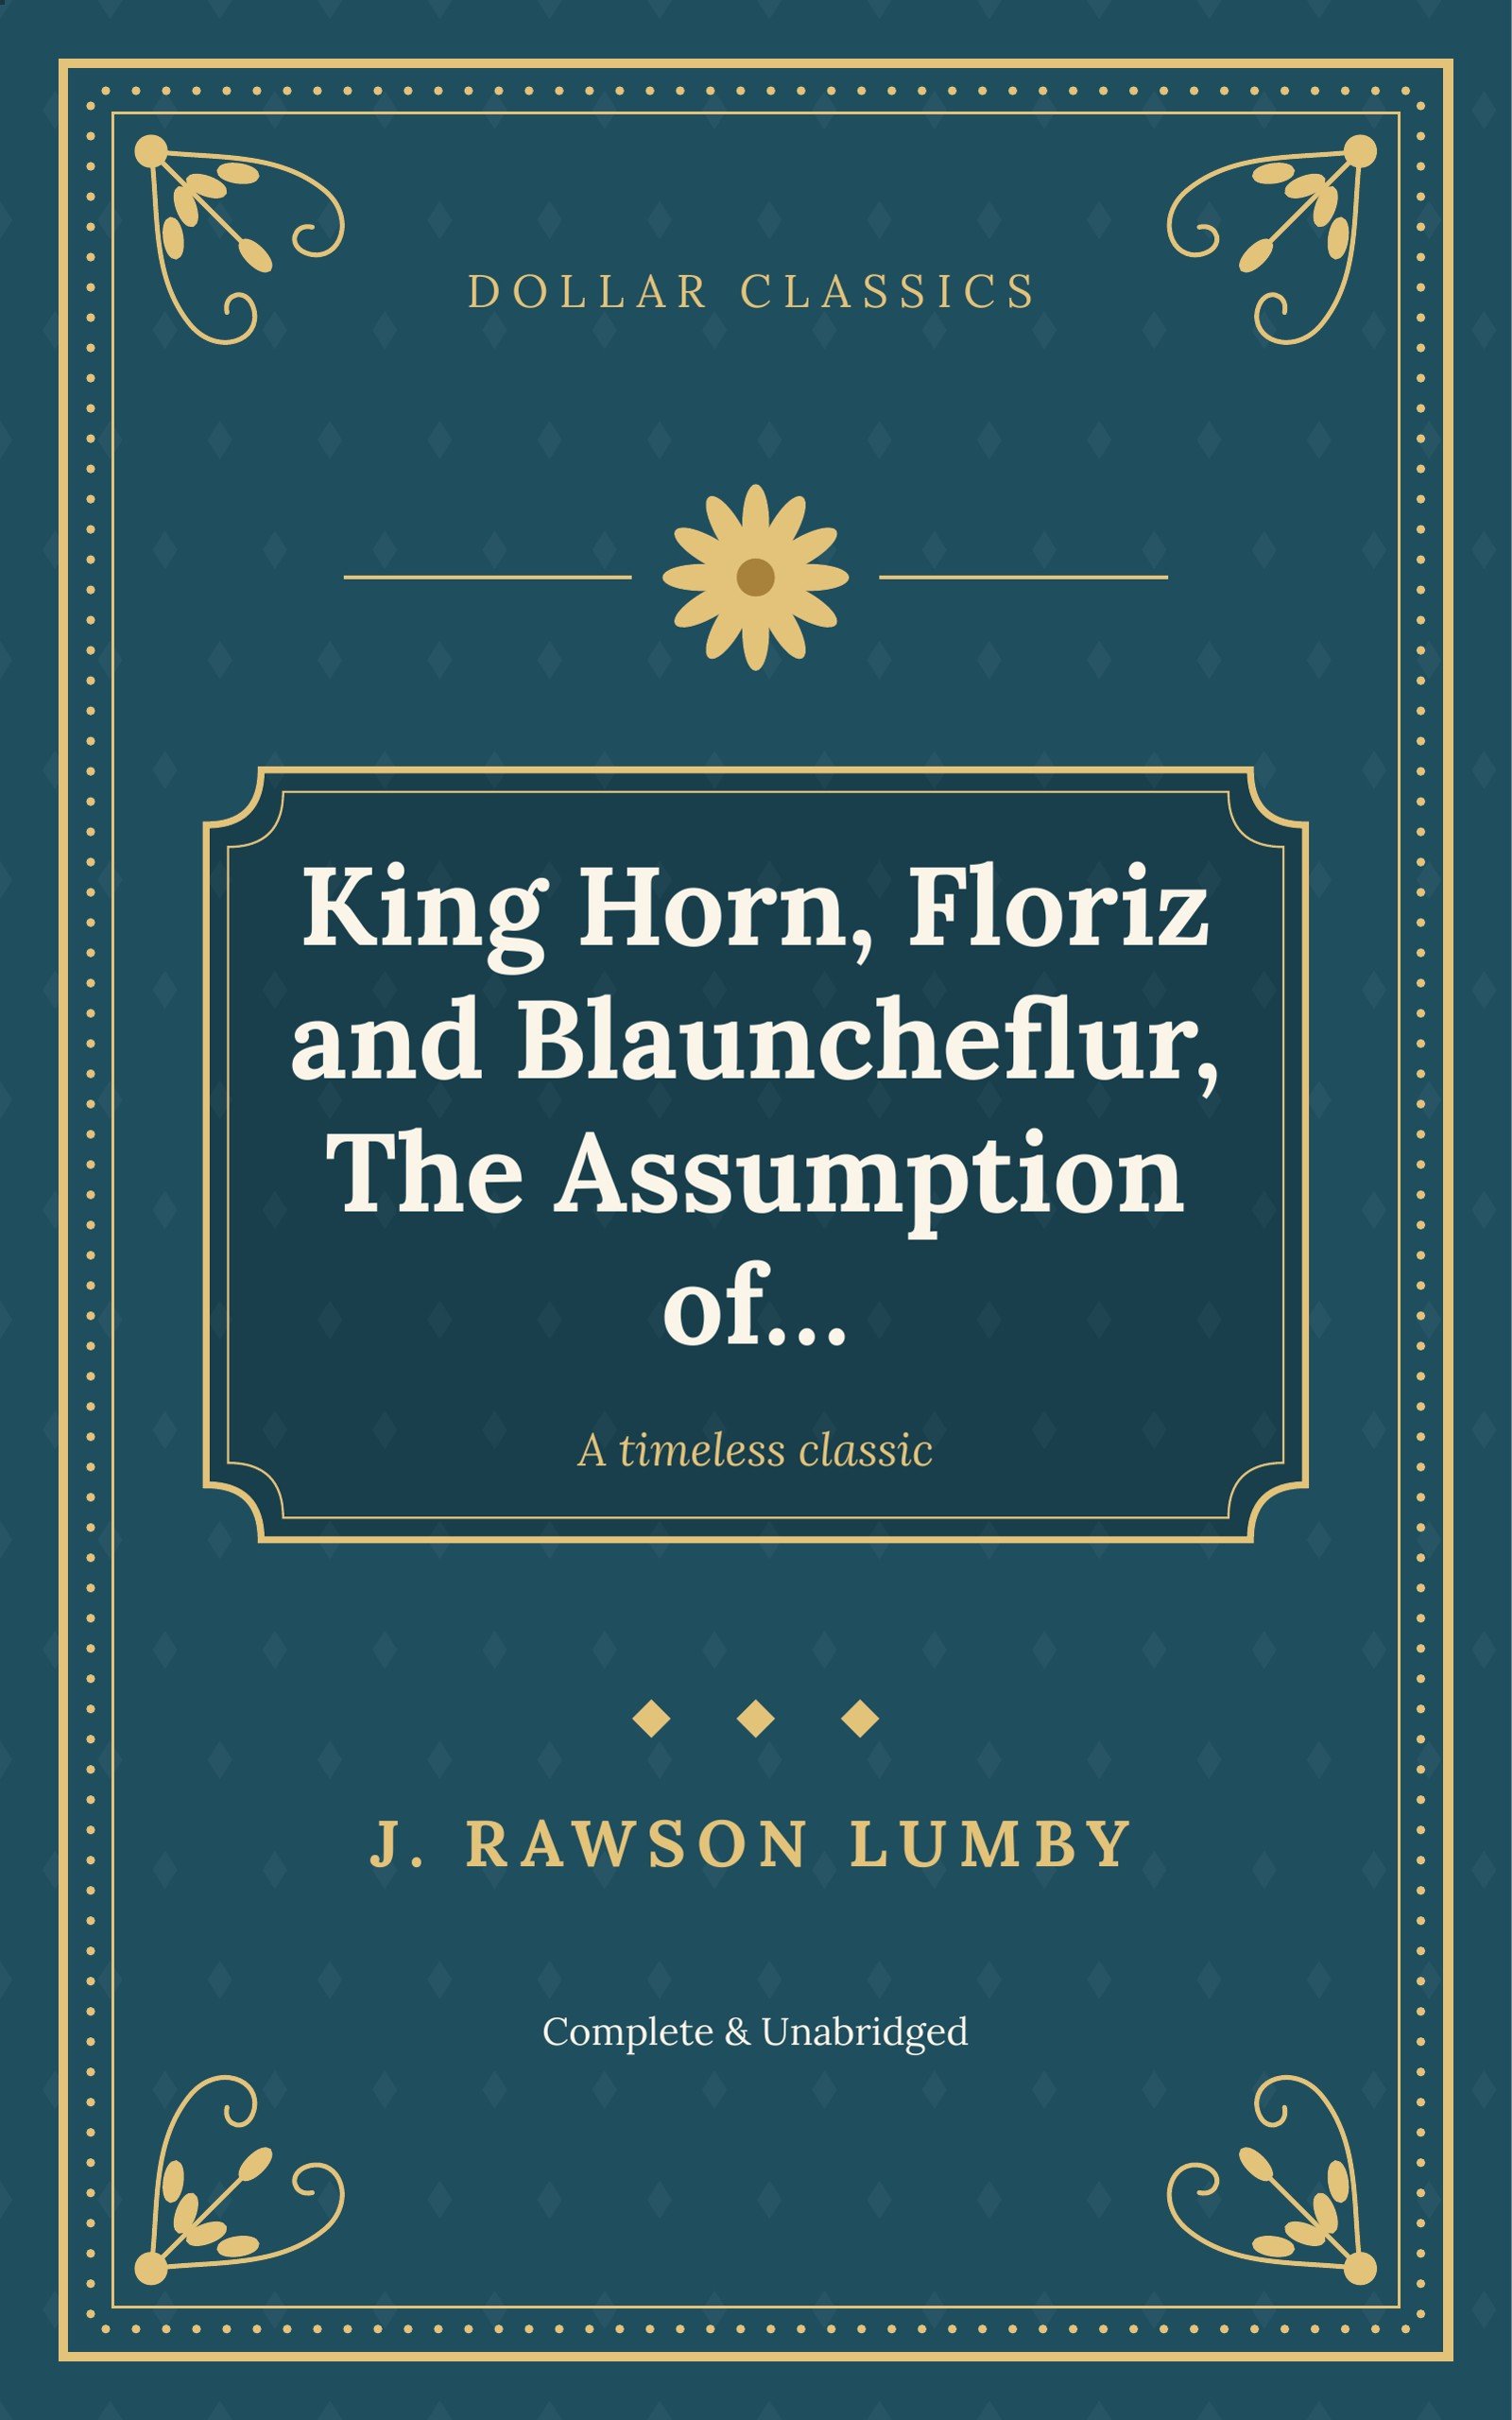 DOLLAR CLASSICS
King Horn, Floriz
and Blauncheflur,
The Assumption
of...
A timeless classic
J. RAWSON LUMBY
Complete & Unabridged